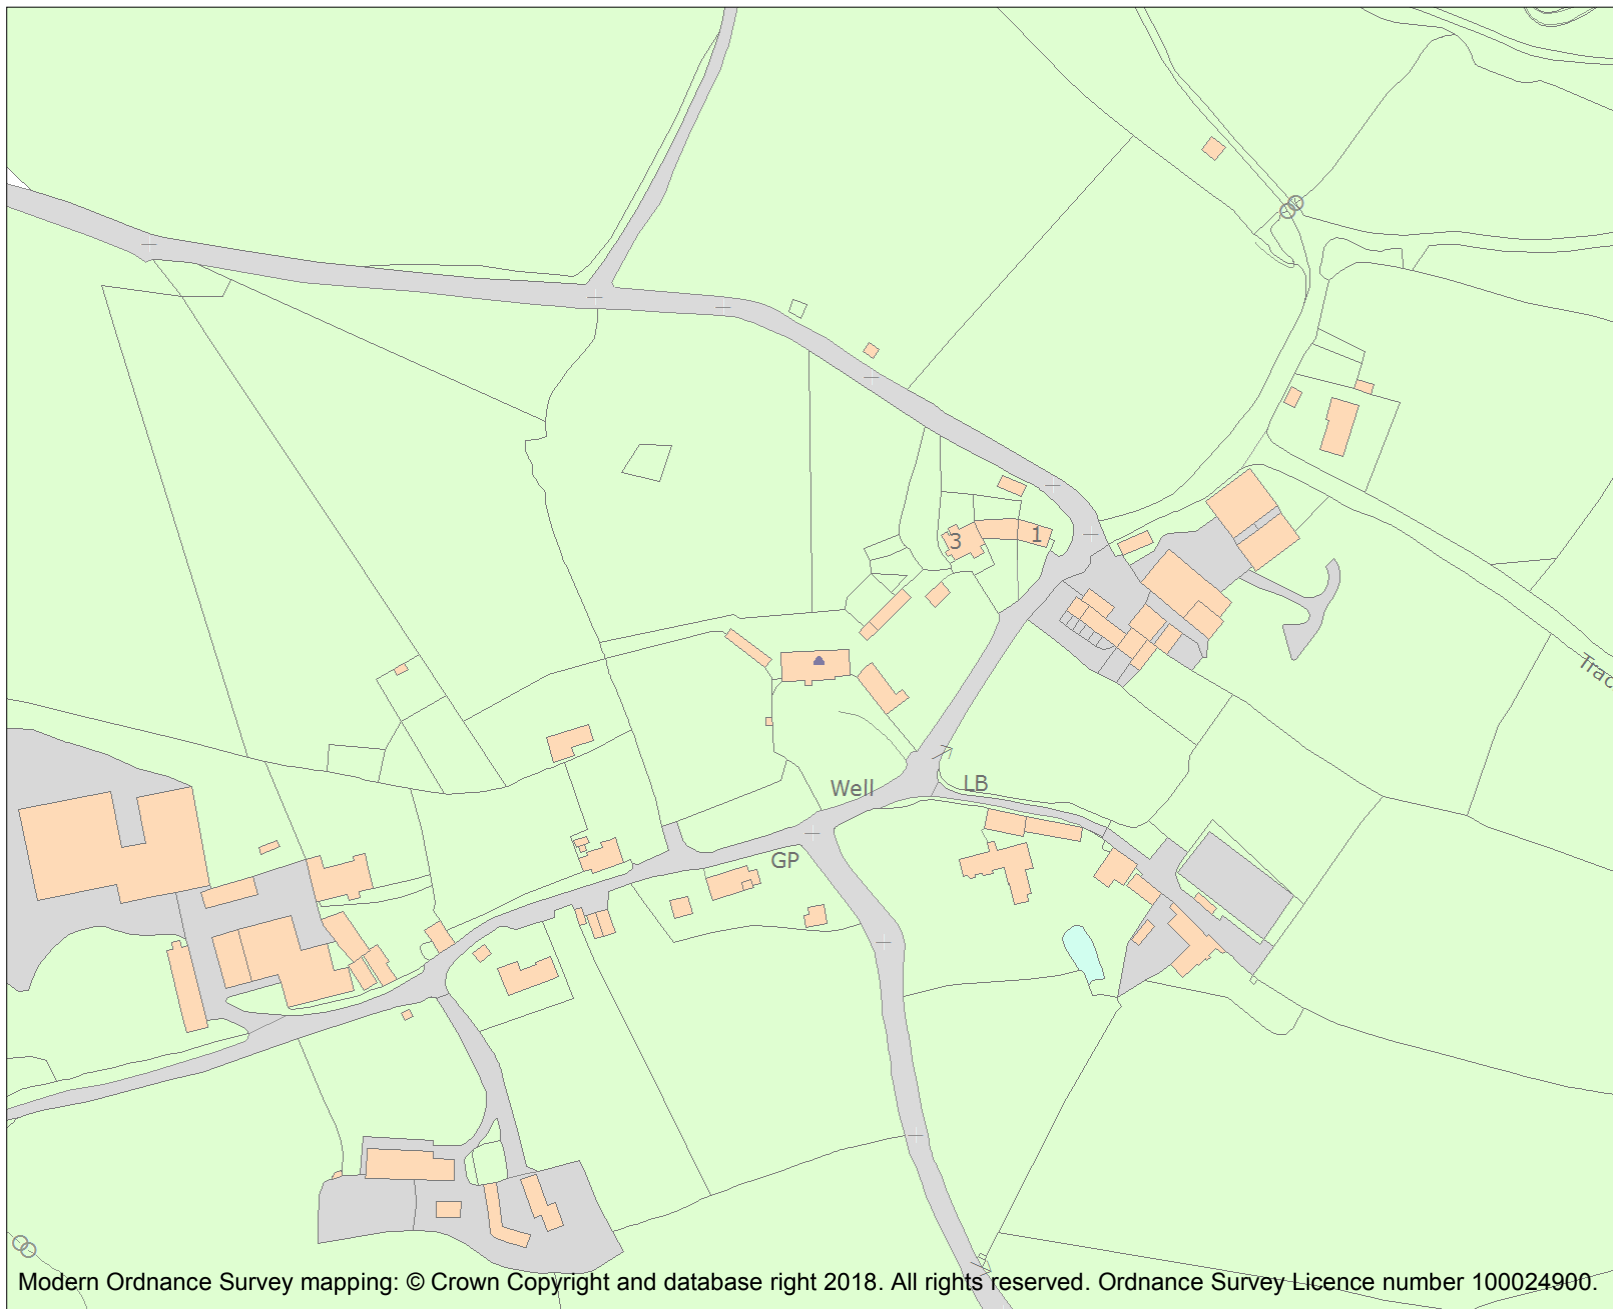 3
1
Trac
Well
LB
GP
Modern Ordnance Survey mapping: © Crown Copyright and database right 2018. All rights reserved. Ordnance Survey Licence number 100024900.